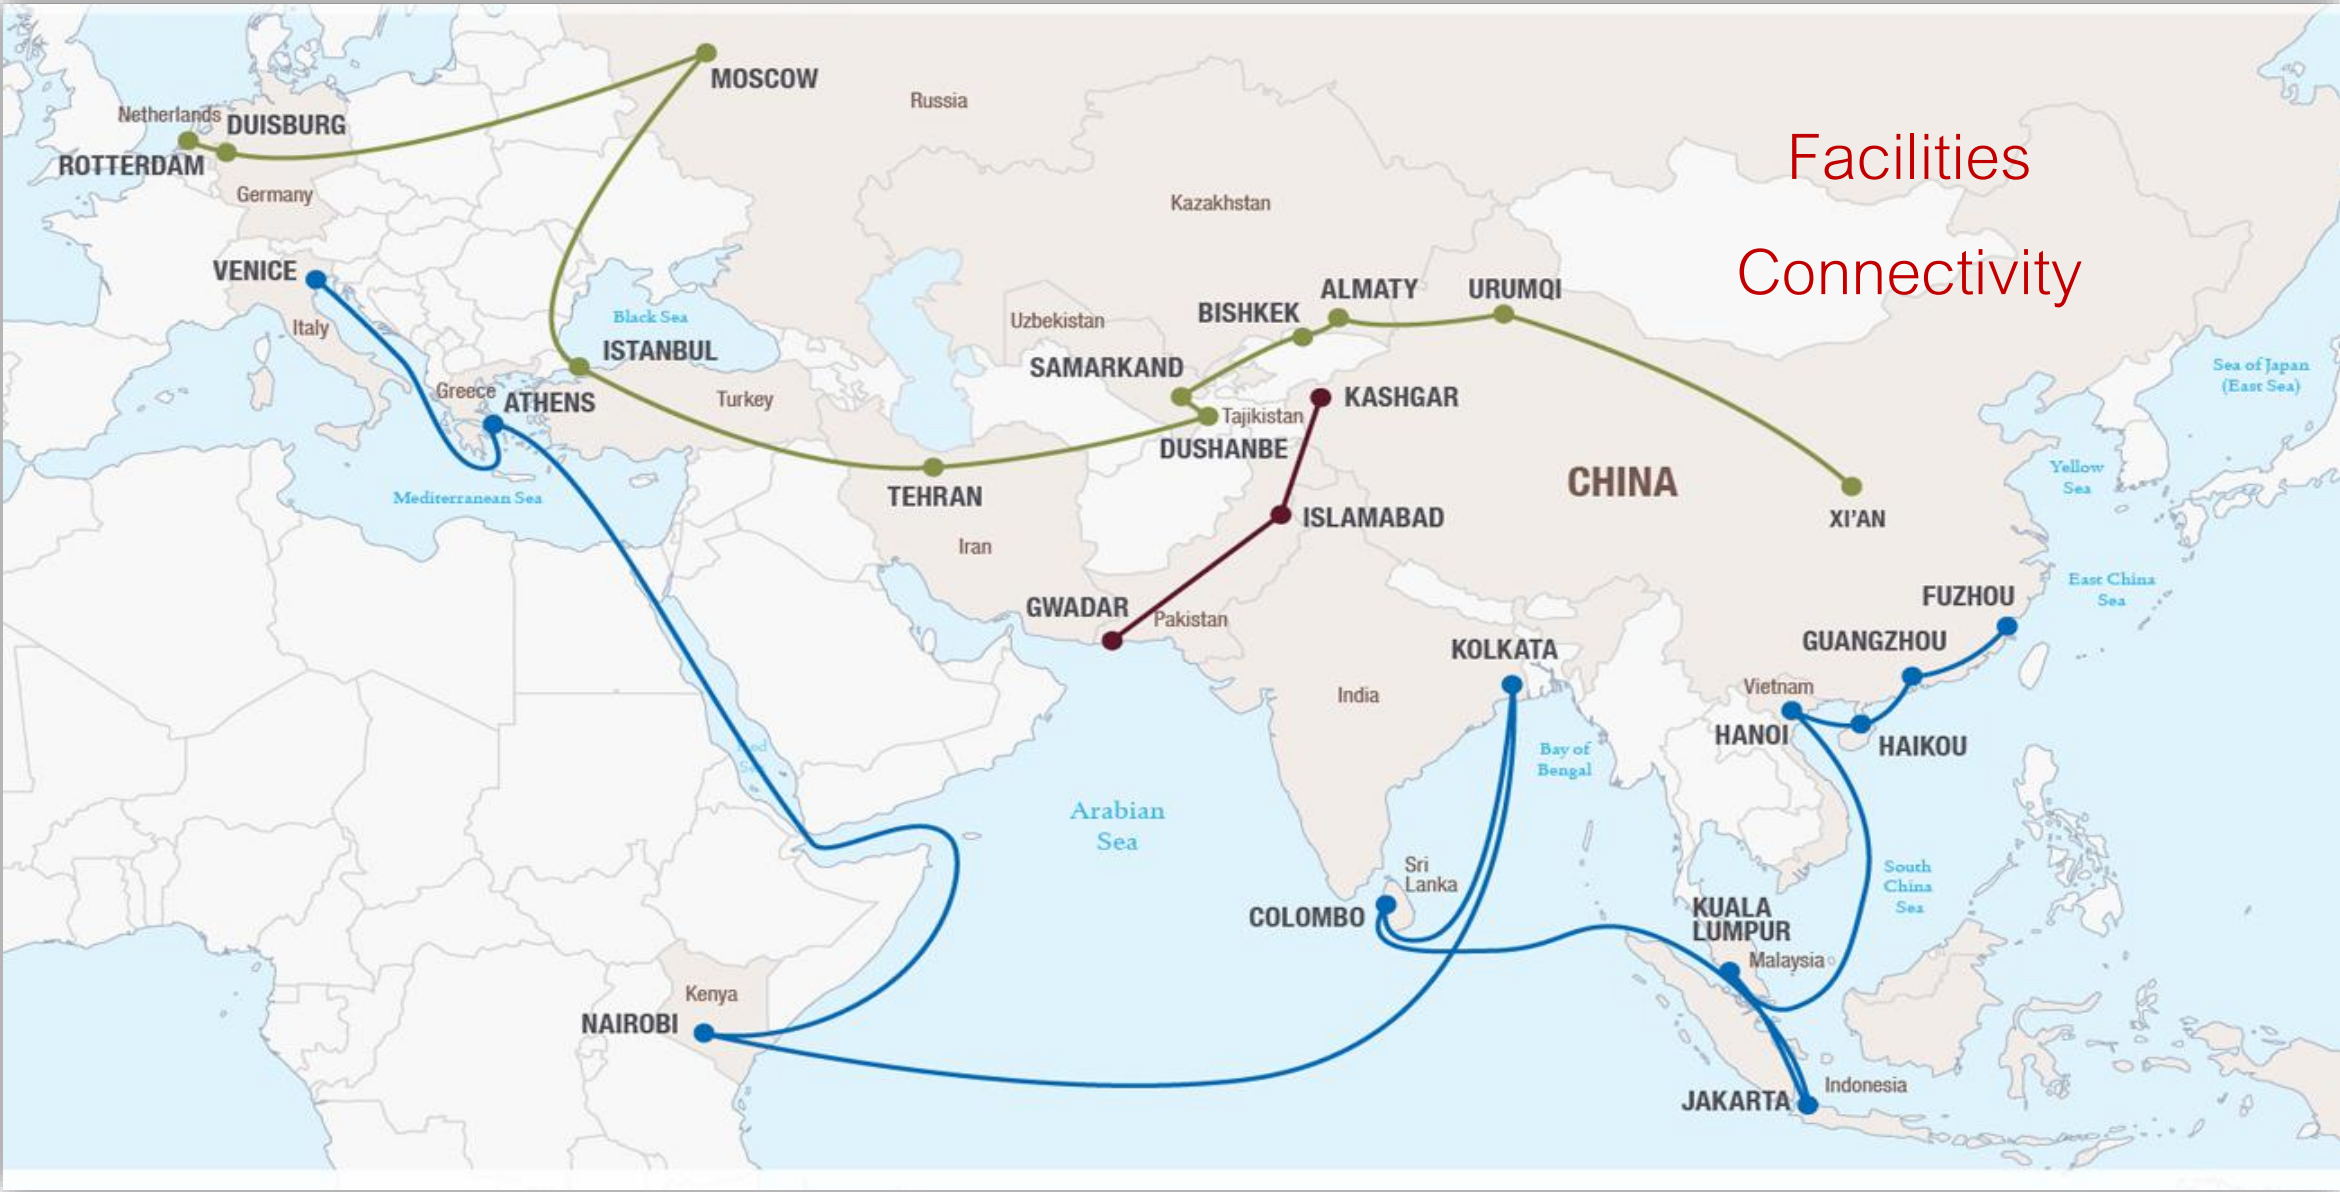 MOSCOW
Russia
Netherlands
DUISBURG
ROTTERDAM
Germany
Facilities
Connectivity
Kazakhstan
VENICE
Italy
Black Sea
ISTANBUL
Greece
ATHENS
Turkey
Uzbekistan
BISHKEK
ALMATY
URUMQI
SAMARKAND
Tajikistan
DUSHANBE
KASHGAR
Sea of Japan
(East Sea)
Mediterranean Sea
TEHRAN
Iran
ISLAMABAD
CHINA
XI'AN
Yellow
Sea
East China
Sea
GWADAR
Pakistan
FUZHOU
GUANGZHOU
KOLKATA
India
Vietnam
HANOI
HAIKOU
Red
Sea
Bay of
Bengal
Arabian
Sea
Sri
Lanka
COLOMBO
South
China
Sea
KUALA
LUMPUR
Malaysia
Kenya
NAIROBI
JAKARTA
Indonesia